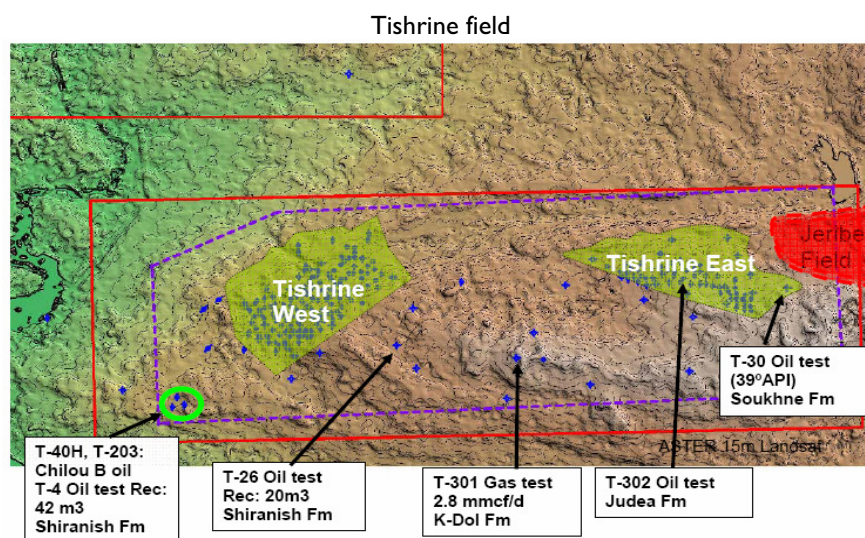 Tishrine field
Jeribe
Field
Tishrine East
Tishrine
West
T-30 Oil test
(39ºAPI)
Soukhne Fm
ASTER 15m Landsat
T-40H, T-203:
Chilou B oil
T-4 Oil test Rec:
42 m3
Shiranish Fm
T-26 Oil test
Rec: 20m3
Shiranish Fm
T-301 Gas test
2.8 mmcf/d
K-Dol Fm
T-302 Oil test
Judea Fm